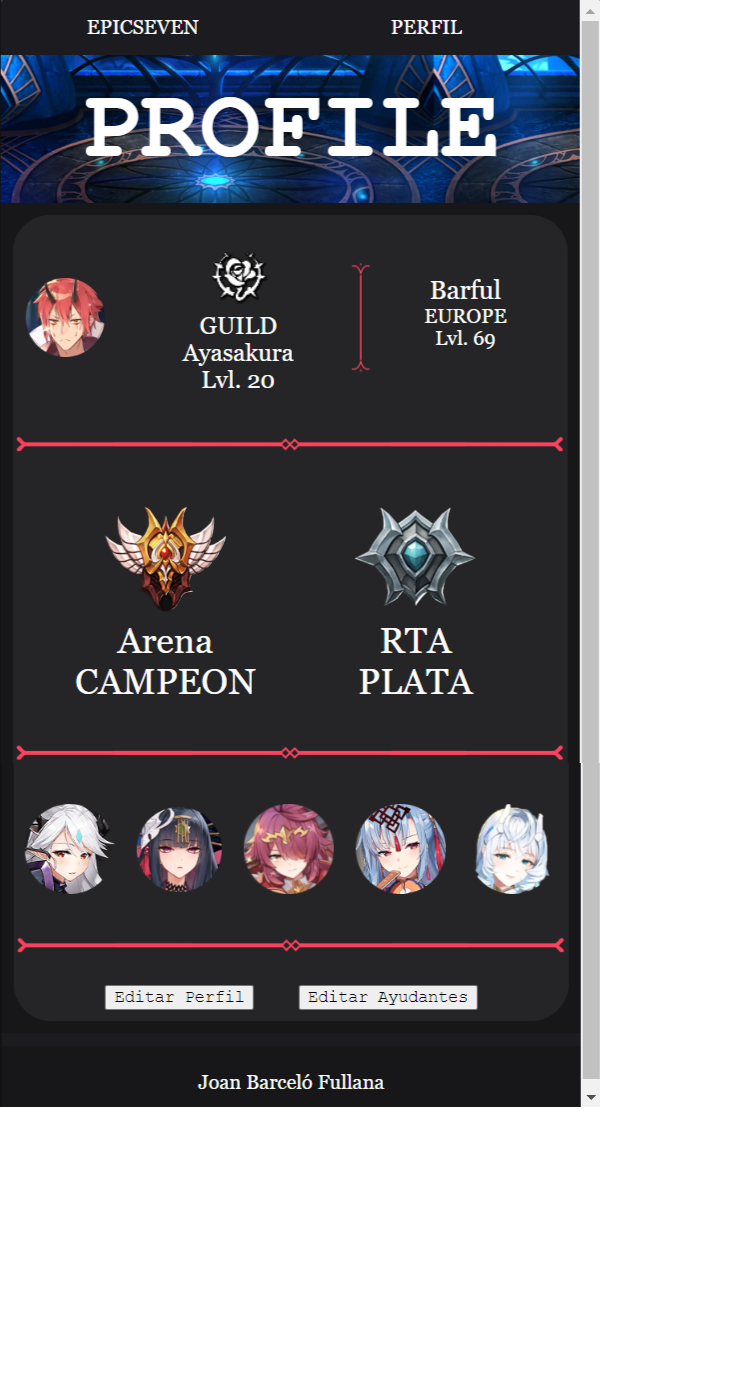 EPICSEVEN PERFIL
PROFILE
GUILD
Ayasakura
Lvl. 20
Barful
EUROPE
Lvl. 69
Arena
CAMPEON
RTA
PLATA
Editar Perfil Editar Ayudantes
Joan Barceló Fullana